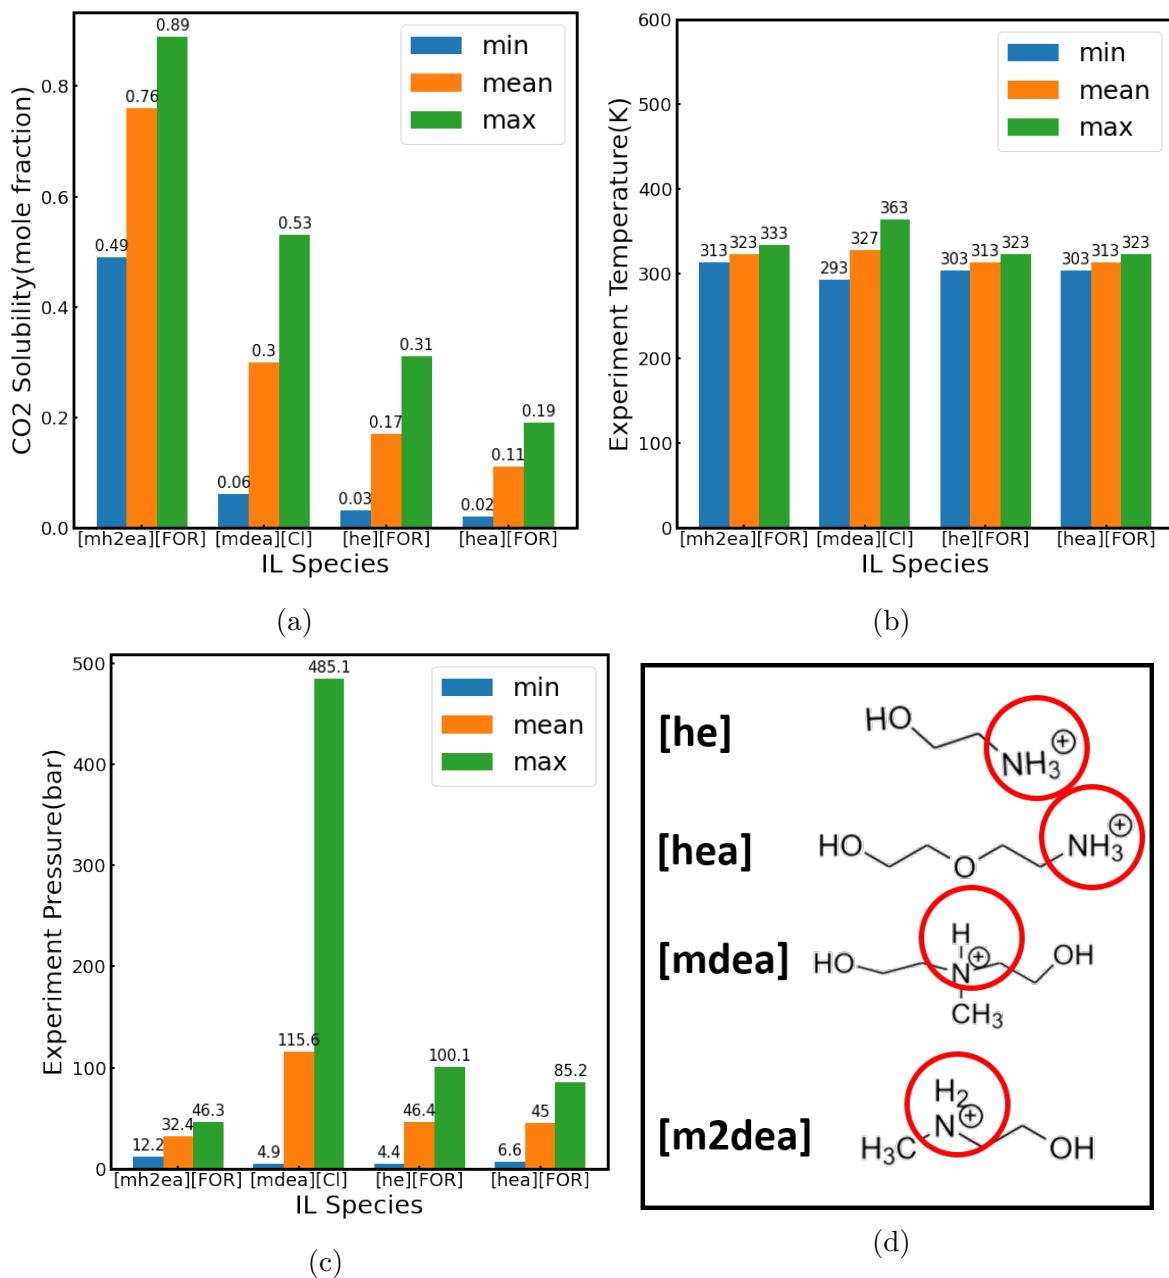 0.89
0.76
0.49
0.53
0.3
0.06
0.31
0.17
0.03
0.19
0.11
0.02
min
mean
max
0.8
0.6
0.4
0.2
0.0
CO2 Solubility(mole fraction)
[mh2ea][FOR] [mdea][Cl] [he][FOR] [hea][FOR]
IL Species
(a)
600
500
400
300
200
100
0
Experiment Temperature(K)
min
mean
max
313 323 333
293 327 363
303 313 323
303 313 323
[mh2ea][FOR] [mdea][Cl] [he][FOR] [hea][FOR]
IL Species
(b)
500
400
300
200
100
0
Experiment Pressure(bar)
min
mean
max
12.2 32.4 46.3
4.9 115.6 485.1
4.4 46.4 100.1
6.6 45 85.2
[mh2ea][FOR] [mdea][Cl] [he][FOR] [hea][FOR]
IL Species
(c)
[he]
HO
NH3 +
[hea]
HO
O
NH3 +
[mdea]
HO
H
N +
CH3
OH
[m2dea]
H2
N +
H3C
OH
(d)